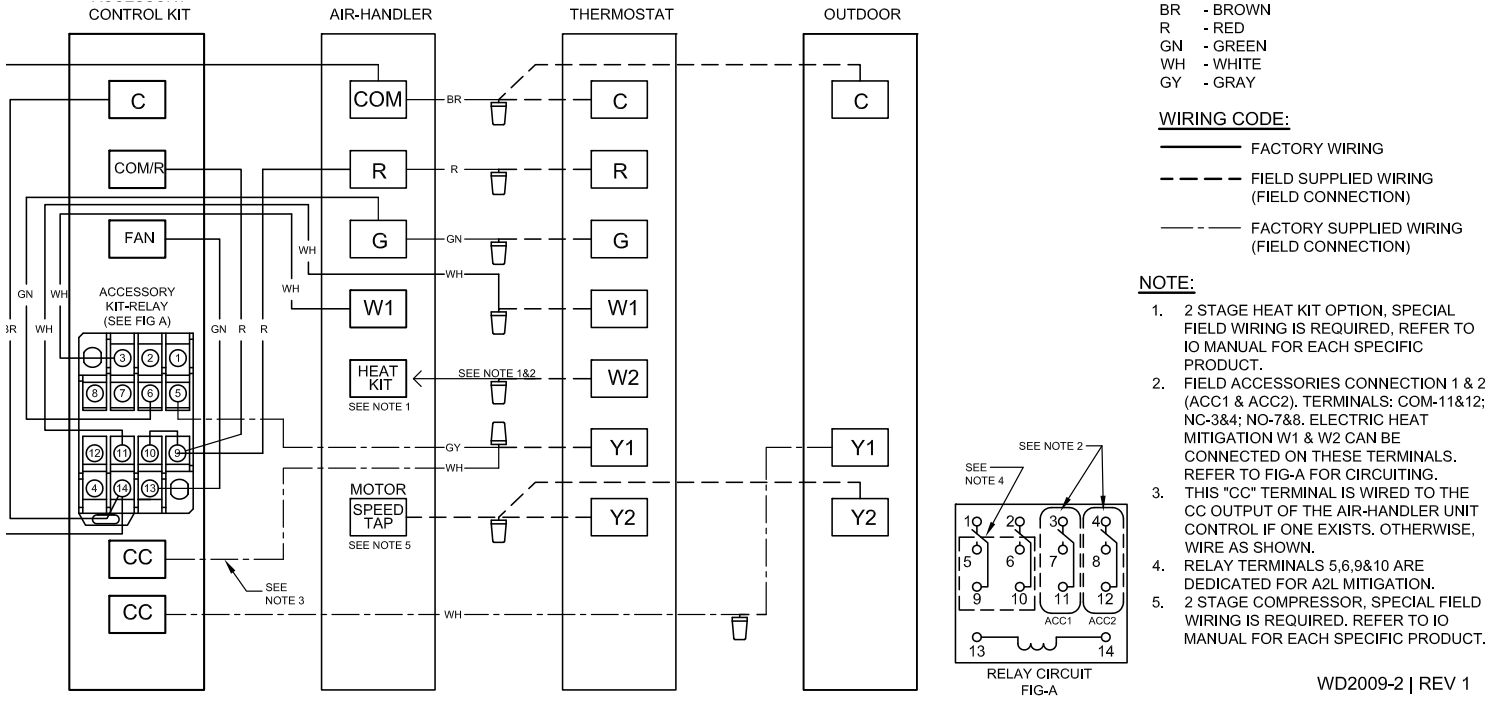 CONTROL KIT
AIR-HANDLER
THERMOSTAT
OUTDOOR
C
COM
BR
C
C
COM/R
R
R
R
FAN
G
GN
G
WH
WH
WH
W1
W1
GN
WH
ACCESSORY
KIT-RELAY
(SEE FIG A)
WH
GN
R
R
3
2
1
8
7
6
5
HEAT
KIT
SEE NOTE 1
SEE NOTE 1&2
W2
12
11
10
9
4
14
13
GY
WH
Y1
Y1
MOTOR
SPEED
TAP
SEE NOTE 5
Y2
Y2
CC
SEE
NOTE 3
CC
WH
BR - BROWN
R - RED
GN - GREEN
WH - WHITE
GY - GRAY
WIRING CODE:
FACTORY WIRING
FIELD SUPPLIED WIRING
(FIELD CONNECTION)
FACTORY SUPPLIED WIRING
(FIELD CONNECTION)
NOTE:
1. 2 STAGE HEAT KIT OPTION, SPECIAL
FIELD WIRING IS REQUIRED, REFER TO
IO MANUAL FOR EACH SPECIFIC
PRODUCT.
2. FIELD ACCESSORIES CONNECTION 1 & 2
(ACC1 & ACC2). TERMINALS: COM-11&12;
NC-3&4; NO-7&8. ELECTRIC HEAT
MITIGATION W1 & W2 CAN BE
CONNECTED ON THESE TERMINALS.
REFER TO FIG-A FOR CIRCUITING.
3. THIS "CC" TERMINAL IS WIRED TO THE
CC OUTPUT OF THE AIR-HANDLER UNIT
CONTROL IF ONE EXISTS. OTHERWISE,
WIRE AS SHOWN.
4. RELAY TERMINALS 5,6,9&10 ARE
DEDICATED FOR A2L MITIGATION.
5. 2 STAGE COMPRESSOR, SPECIAL FIELD
WIRING IS REQUIRED. REFER TO IO
MANUAL FOR EACH SPECIFIC PRODUCT.
SEE NOTE 2
SEE
NOTE 4
1
2
3
4
5
6
7
8
9
10
11
12
ACC1
ACC2
13
14
RELAY CIRCUIT
FIG-A
WD2009-2 | REV 1